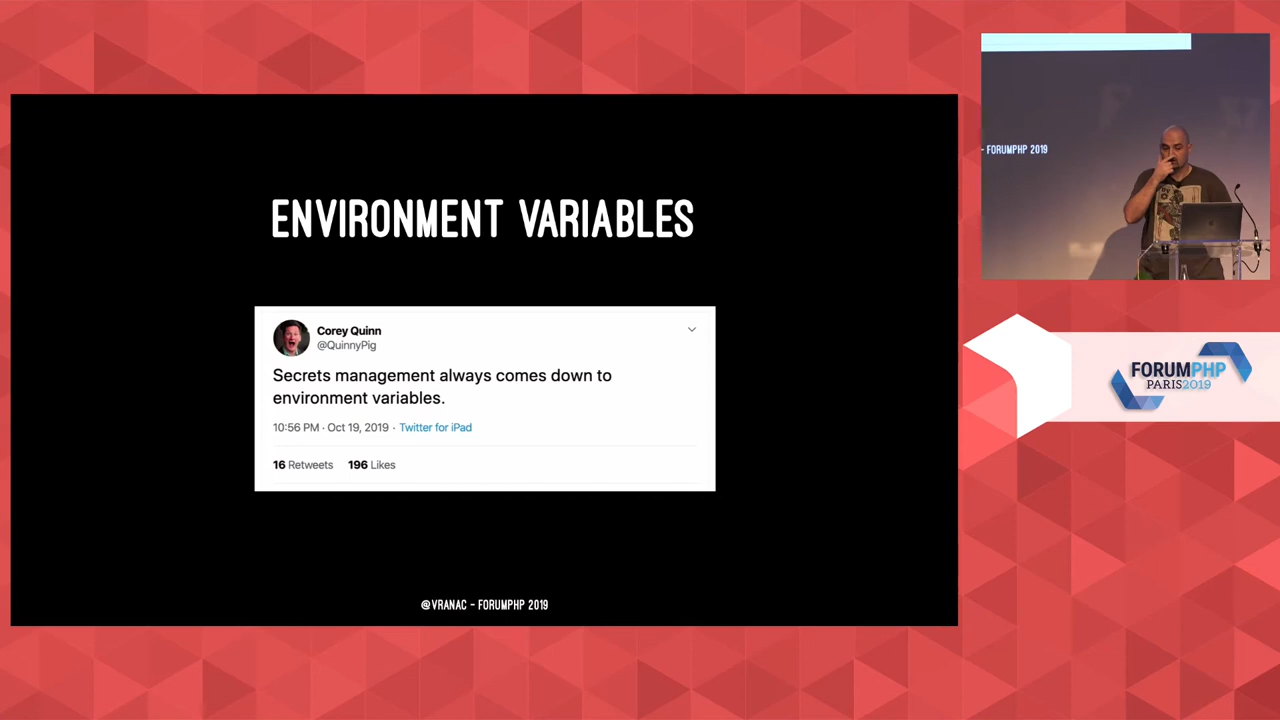 ENVIRONMENT VARIABLES
Corey Quinn
@QuinnyPig
Secrets management always comes down to
environment variables.
10:56 PM · Oct 19, 2019 · Twitter for iPad
16 Retweets 196 Likes
@VRANAC - FORUMPHP 2019
- FORUMPHP 2019
FORUMPHP
PARIS2019